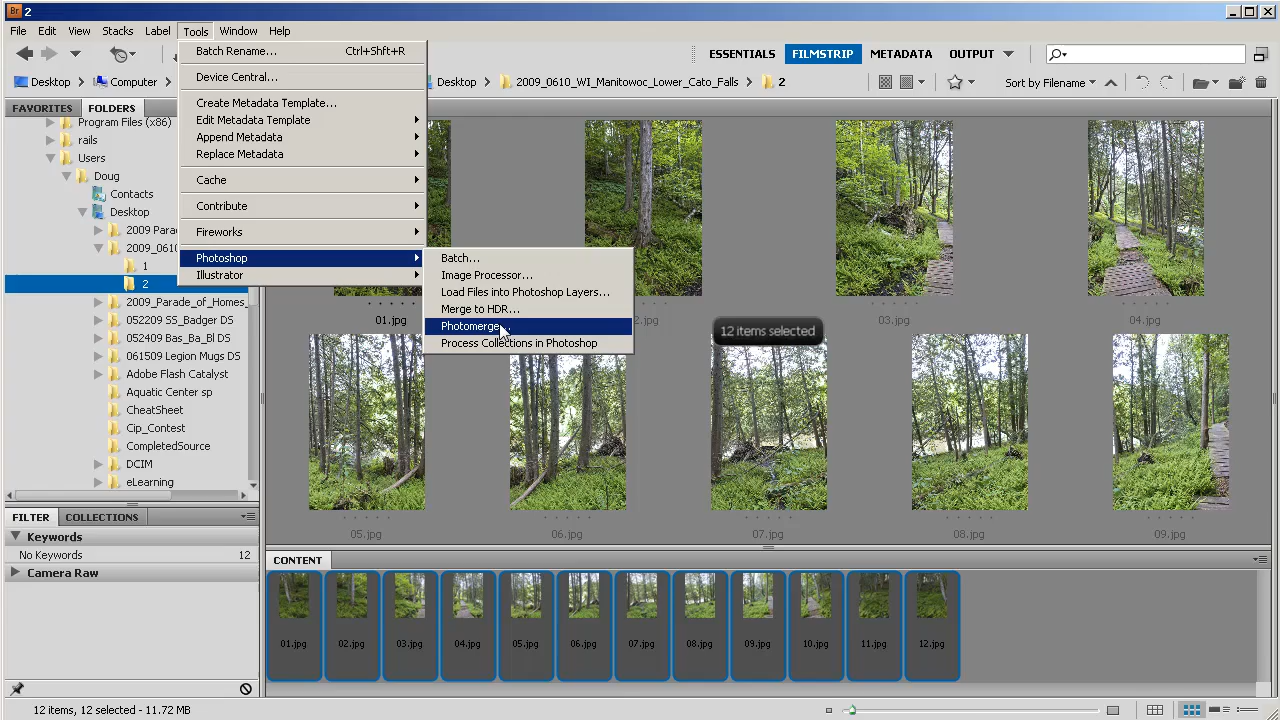 Br 2
File Edit View Stacks Label Tools Window Help
ESSENTIALS FILMSTRIP METADATA OUTPUT
Desktop Computer Desktop 2009_0610_WI_Manitowoc_Lower_Cato_Falls 2 Sort by Filename
FAVORITES FOLDERS
Program Files (x86)
rails
Users
Doug
Contacts
Desktop
2009 Para
2009_0610
1
2
2009_Parade_of_Homes_
052209 SS_Badger DS
052409 Bas_Ba_Bl DS
061509 Legion Mugs DS
Adobe Flash Catalyst
Aquatic Center sp
CheatSheet
Cip_Contest
CompletedSource
DCIM
eLearning
Batch Rename... Ctrl+Shft+R
Device Central...
Create Metadata Template...
Edit Metadata Template
Append Metadata
Replace Metadata
Cache
Contribute
Fireworks
Photoshop
Illustrator
Batch...
Image Processor...
Load Files into Photoshop Layers...
Merge to HDR...
Photomerge...
Process Collections in Photoshop
12 items selected
01.jpg 2.jpg 03.jpg 04.jpg
05.jpg 06.jpg 07.jpg 08.jpg 09.jpg
FILTER COLLECTIONS
Keywords
No Keywords 12
Camera Raw
CONTENT
01.jpg 02.jpg 03.jpg 04.jpg 05.jpg 06.jpg 07.jpg 08.jpg 09.jpg 10.jpg 11.jpg 12.jpg
12 items, 12 selected - 11.72 MB